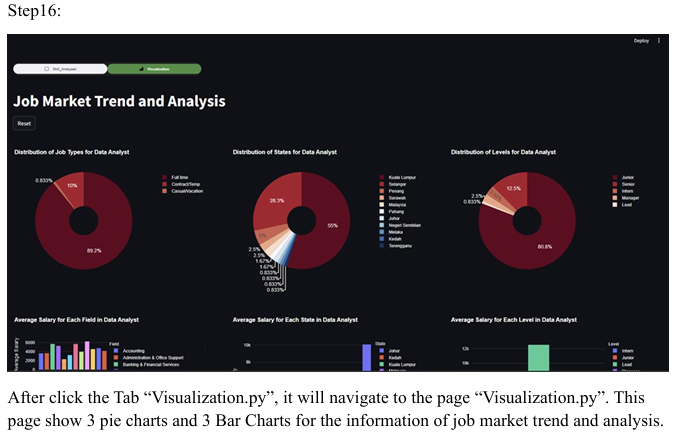 Step16:
Deploy
Skill_Analyzer
Visualization
Job Market Trend and Analysis
Reset
Distribution of Job Types for Data Analyst
0.833%
10%
89.2%
Full time
Contract/Temp
Casual/Vacation
Distribution of States for Data Analyst
28.3%
55%
5%
2.5%
2.5%
1.67%
1.67%
0.833%
0.833%
0.833%
0.833%
Kuala Lumpur
Selangor
Penang
Sarawak
Malaysia
Pahang
Johor
Negeri Sembilan
Melaka
Kedah
Terengganu
Distribution of Levels for Data Analyst
12.5%
2.5%
0.833%
80.8%
Junior
Senior
Intern
Manager
Lead
Average Salary for Each Field in Data Analyst
Average Salary
6000
4000
2000
0
Field
Accounting
Administration & Office Support
Banking & Financial Services
Average Salary for Each State in Data Analyst
10k
8k
State
Johor
Kedah
Kuala Lumpur
Average Salary for Each Level in Data Analyst
12k
10k
Level
Intern
Junior
Lead
After click the Tab “Visualization.py”, it will navigate to the page “Visualization.py”. This
page show 3 pie charts and 3 Bar Charts for the information of job market trend and analysis.